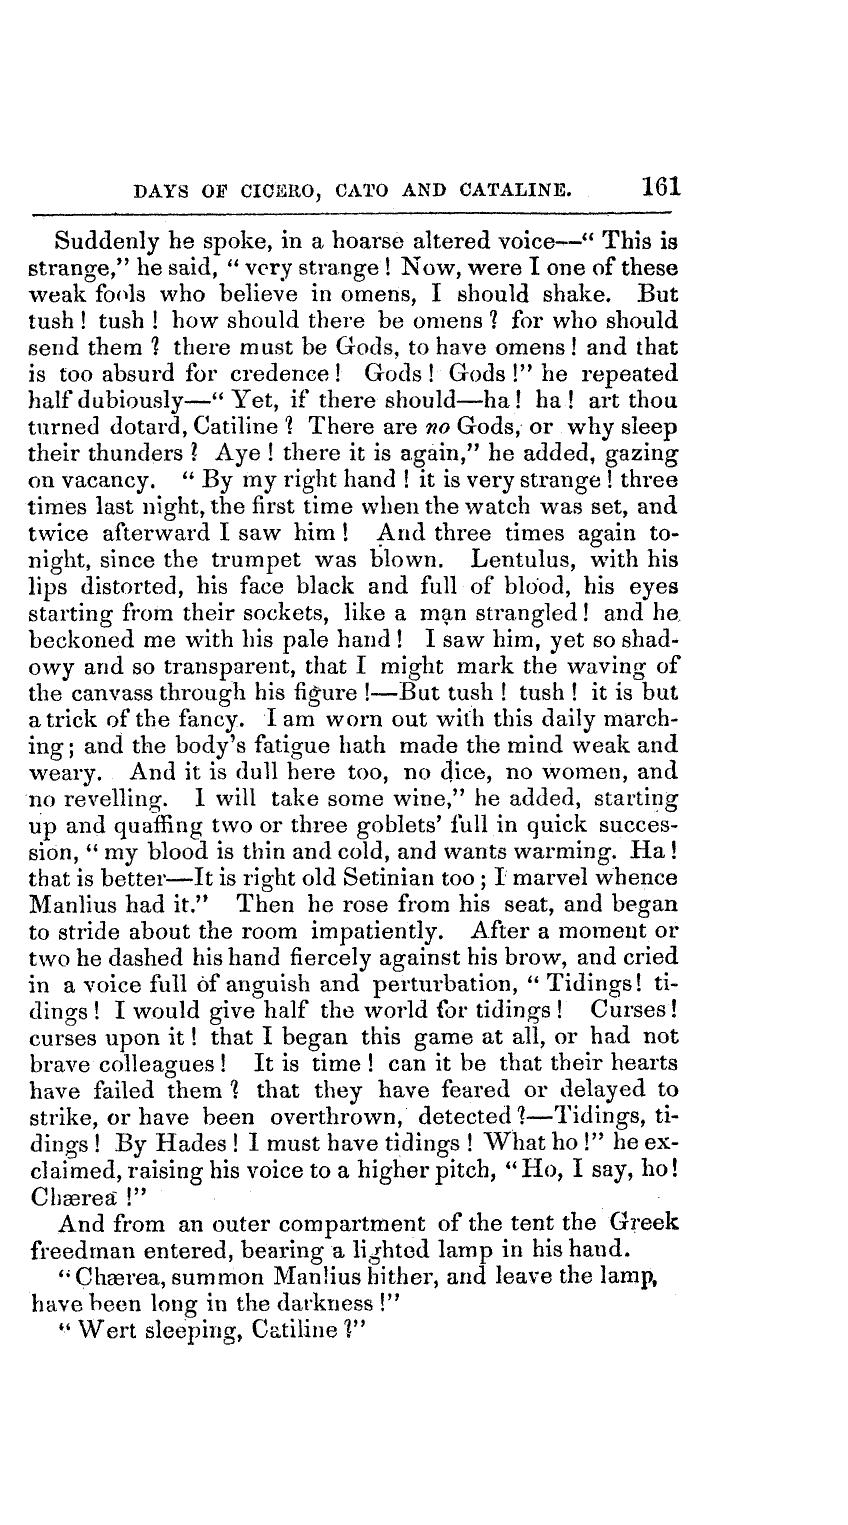 DAYS OF CICERO, CATO AND CATALINE. 161
Suddenly he spoke, in a hoarse altered voice—“ This is
strange,” he said, “ very strange ! Now, were I one of these
weak fools who believe in omens, I should shake. But
tush ! tush ! how should there be omens ? for who should
send them ? there must be Gods, to have omens ! and that
is too absurd for credence ! Gods ! Gods !” he repeated
half dubiously—“ Yet, if there should—ha ! ha ! art thou
turned dotard, Catiline ? There are no Gods, or why sleep
their thunders ? Aye ! there it is again,” he added, gazing
on vacancy. “ By my right hand ! it is very strange ! three
times last night, the first time when the watch was set, and
twice afterward I saw him ! And three times again to-
night, since the trumpet was blown. Lentulus, with his
lips distorted, his face black and full of blood, his eyes
starting from their sockets, like a man strangled ! and he
beckoned me with his pale hand ! I saw him, yet so shad-
owy and so transparent, that I might mark the waving of
the canvass through his figure !—But tush ! tush ! it is but
a trick of the fancy. I am worn out with this daily march-
ing ; and the body’s fatigue hath made the mind weak and
weary. And it is dull here too, no dice, no women, and
no revelling. I will take some wine,” he added, starting
up and quaffing two or three goblets’ full in quick succes-
sion, “ my blood is thin and cold, and wants warming. Ha !
that is better—It is right old Setinian too ; I marvel whence
Manlius had it.” Then he rose from his seat, and began
to stride about the room impatiently. After a moment or
two he dashed his hand fiercely against his brow, and cried
in a voice full of anguish and perturbation, “ Tidings ! ti-
dings ! I would give half the world for tidings ! Curses !
curses upon it ! that I began this game at all, or had not
brave colleagues ! It is time ! can it be that their hearts
have failed them ? that they have feared or delayed to
strike, or have been overthrown, detected ?—Tidings, ti-
dings ! By Hades ! I must have tidings ! What ho !” he ex-
claimed, raising his voice to a higher pitch, “ Ho, I say, ho !
Chærea !”
And from an outer compartment of the tent the Greek
freedman entered, bearing a lighted lamp in his hand.
“ Chærea, summon Manlius hither, and leave the lamp,
have been long in the darkness !”
“ Wert sleeping, Catiline ?”